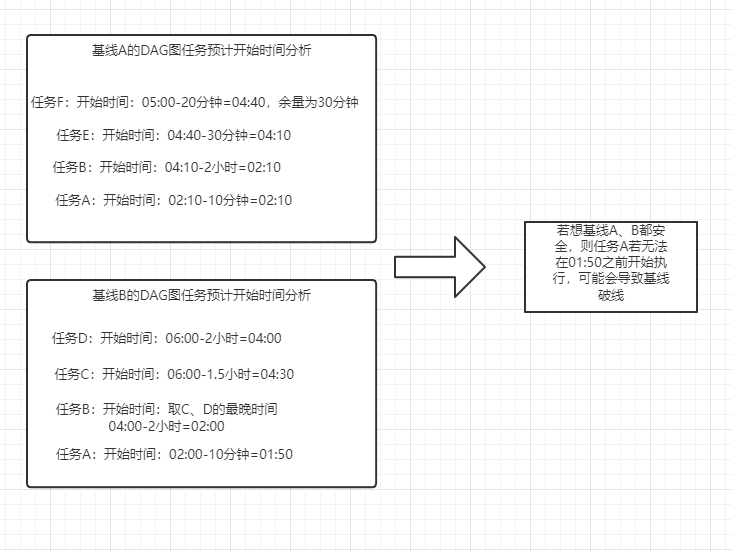 基线A的DAG图任务预计开始时间分析
任务F：开始时间：05:00-20分钟=04:40，余量为30分钟
任务E：开始时间：04:40-30分钟=04:10
任务B：开始时间：04:10-2小时=02:10
任务A：开始时间：02:10-10分钟=02:10
基线B的DAG图任务预计开始时间分析
任务D：开始时间：06:00-2小时=04:00
任务C：开始时间：06:00-1.5小时=04:30
任务B：开始时间：取C、D的最晚时间
04:00-2小时=02:00
任务A：开始时间：02:00-10分钟=01:50
若想基线A、B都安
全，则任务A若无法
在01:50之前开始执
行，可能会导致基线
破线